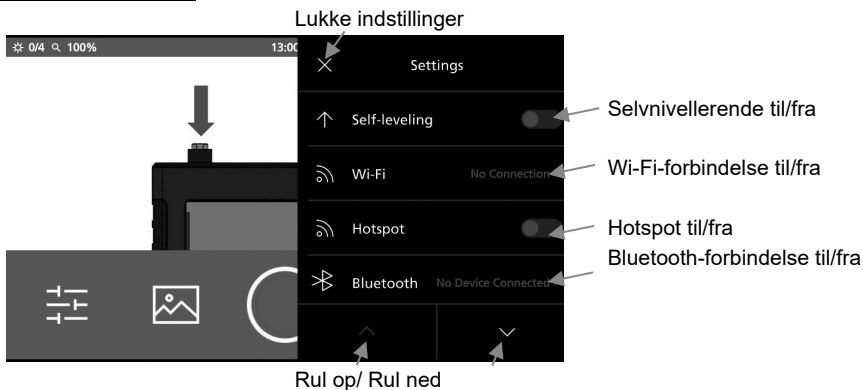 Lukke indstillinger
0/4 100% 13:00
Settings
Self-leveling
Selvnivellerende til/fra
Wi-Fi No Connection
Wi-Fi-forbindelse til/fra
Hotspot
Hotspot til/fra
Bluetooth-forbindelse til/fra
Bluetooth No Device Connected
Rul op/ Rul ned